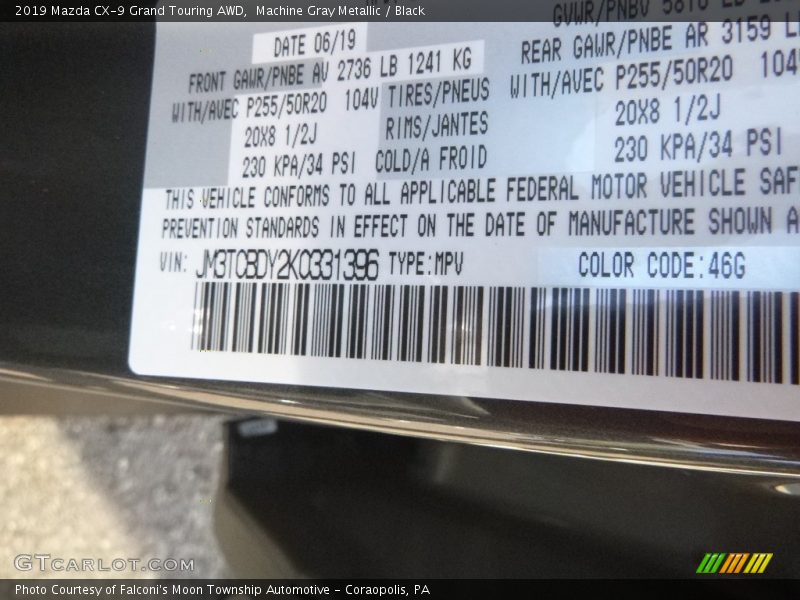 2019 Mazda CX-9 Grand Touring AWD, Machine Gray Metallic / Black
GVWR/PNBV
DATE 06/19
FRONT GAWR/PNBE AV 2736 LB 1241 KG
REAR GAWR/PNBE AR 3159
WITH/AVEC P255/50R20 104V TIRES/PNEUS WITH/AVEC P255/50R20 104V
20X8 1/2J RIMS/JANTES 20X8 1/2J
230 KPA/34 PSI COLD/A FROID 230 KPA/34 PSI
THIS VEHICLE CONFORMS TO ALL APPLICABLE FEDERAL MOTOR VEHICLE SAF
PREVENTION STANDARDS IN EFFECT ON THE DATE OF MANUFACTURE SHOWN A
VIN: JM3TCBDY2K0331396 TYPE:MPV COLOR CODE:46G
GTCARLOT.COM
Photo Courtesy of Falconi's Moon Township Automotive - Coraopolis, PA